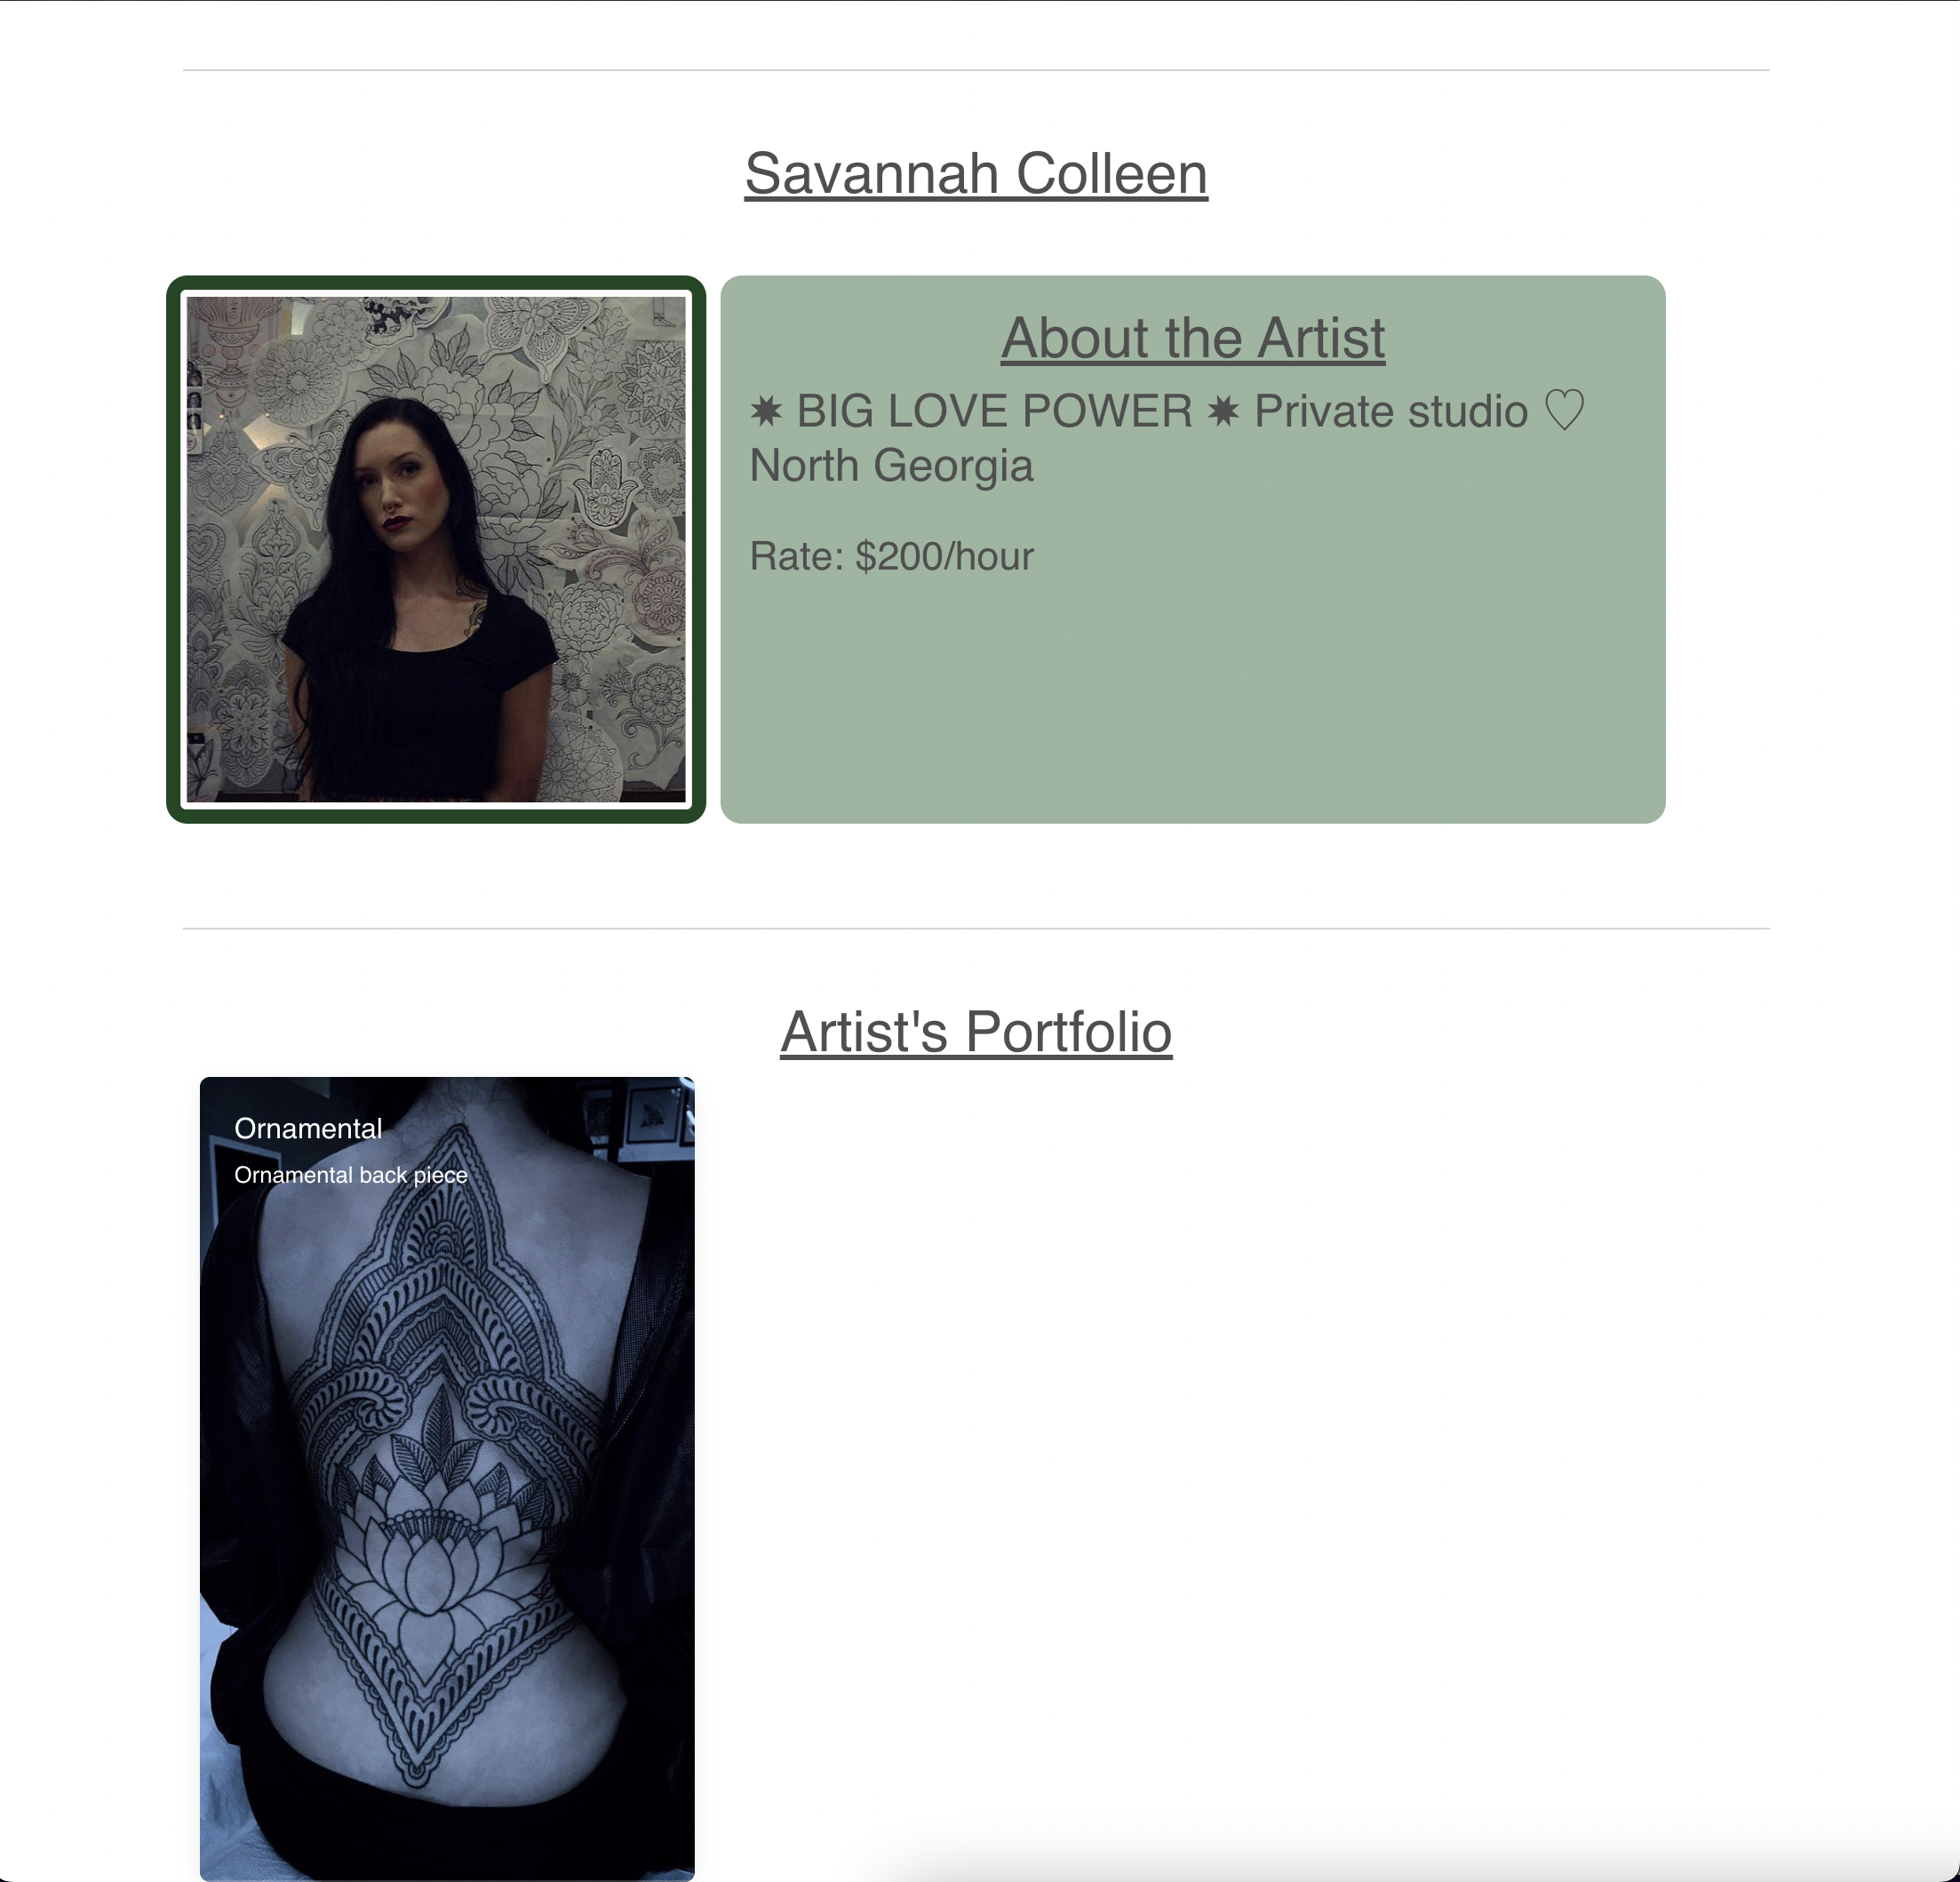 Savannah Colleen
About the Artist
✷ BIG LOVE POWER ✷ Private studio ♡
North Georgia
Rate: $200/hour
Artist's Portfolio
Ornamental
Ornamental back piece